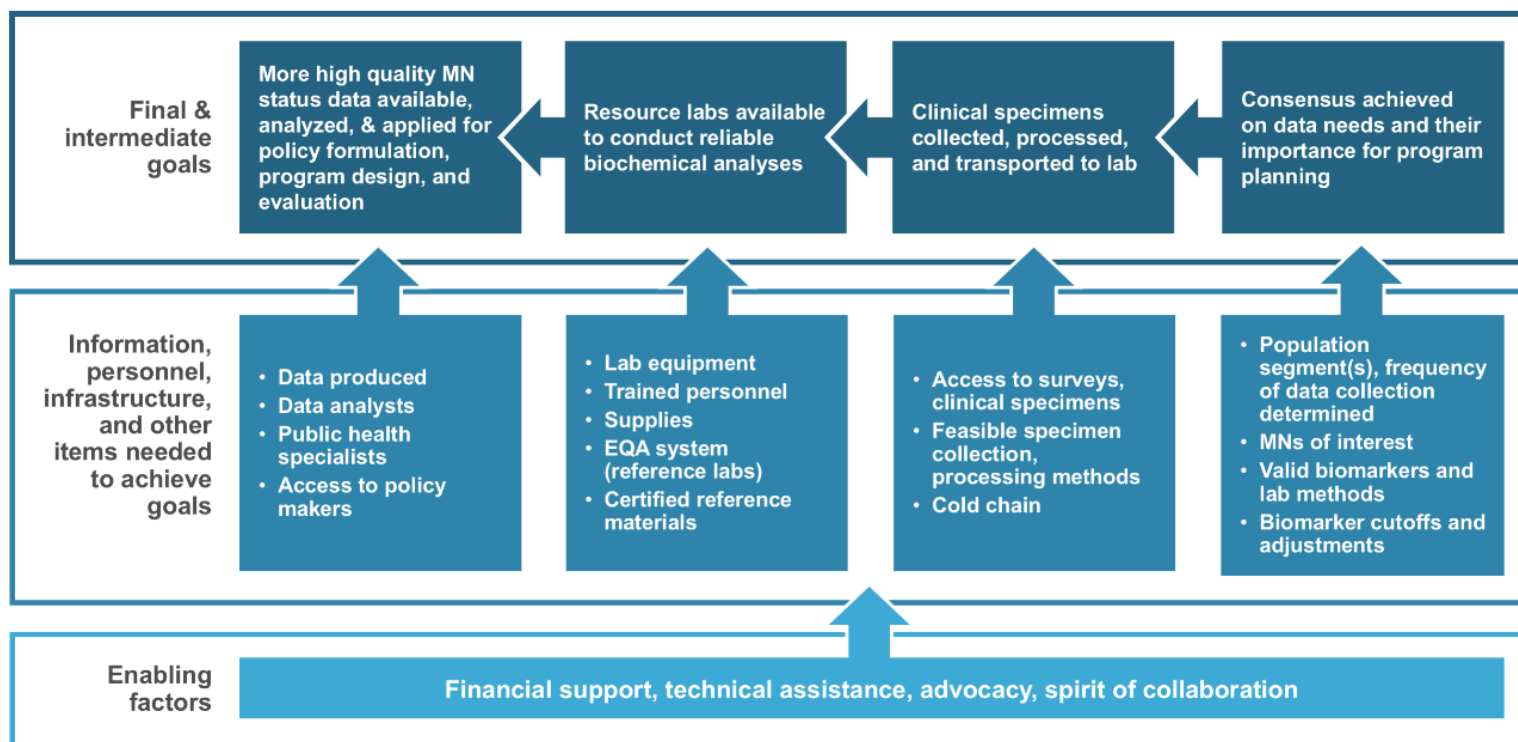 Final &
intermediate
goals
More high quality MN
status data available,
analyzed, & applied for
policy formulation,
program design, and
evaluation
Resource labs available
to conduct reliable
biochemical analyses
Clinical specimens
collected, processed,
and transported to lab
Consensus achieved
on data needs and their
importance for program
planning
Information,
personnel,
infrastructure,
and other
items needed
to achieve
goals
• Data produced
• Data analysts
• Public health
specialists
• Access to policy
makers
• Lab equipment
• Trained personnel
• Supplies
• EQA system
(reference labs)
• Certified reference
materials
• Access to surveys,
clinical specimens
• Feasible specimen
collection,
processing methods
• Cold chain
• Population
segment(s), frequency
of data collection
determined
• MNs of interest
• Valid biomarkers and
lab methods
• Biomarker cutoffs and
adjustments
Enabling
factors
Financial support, technical assistance, advocacy, spirit of collaboration